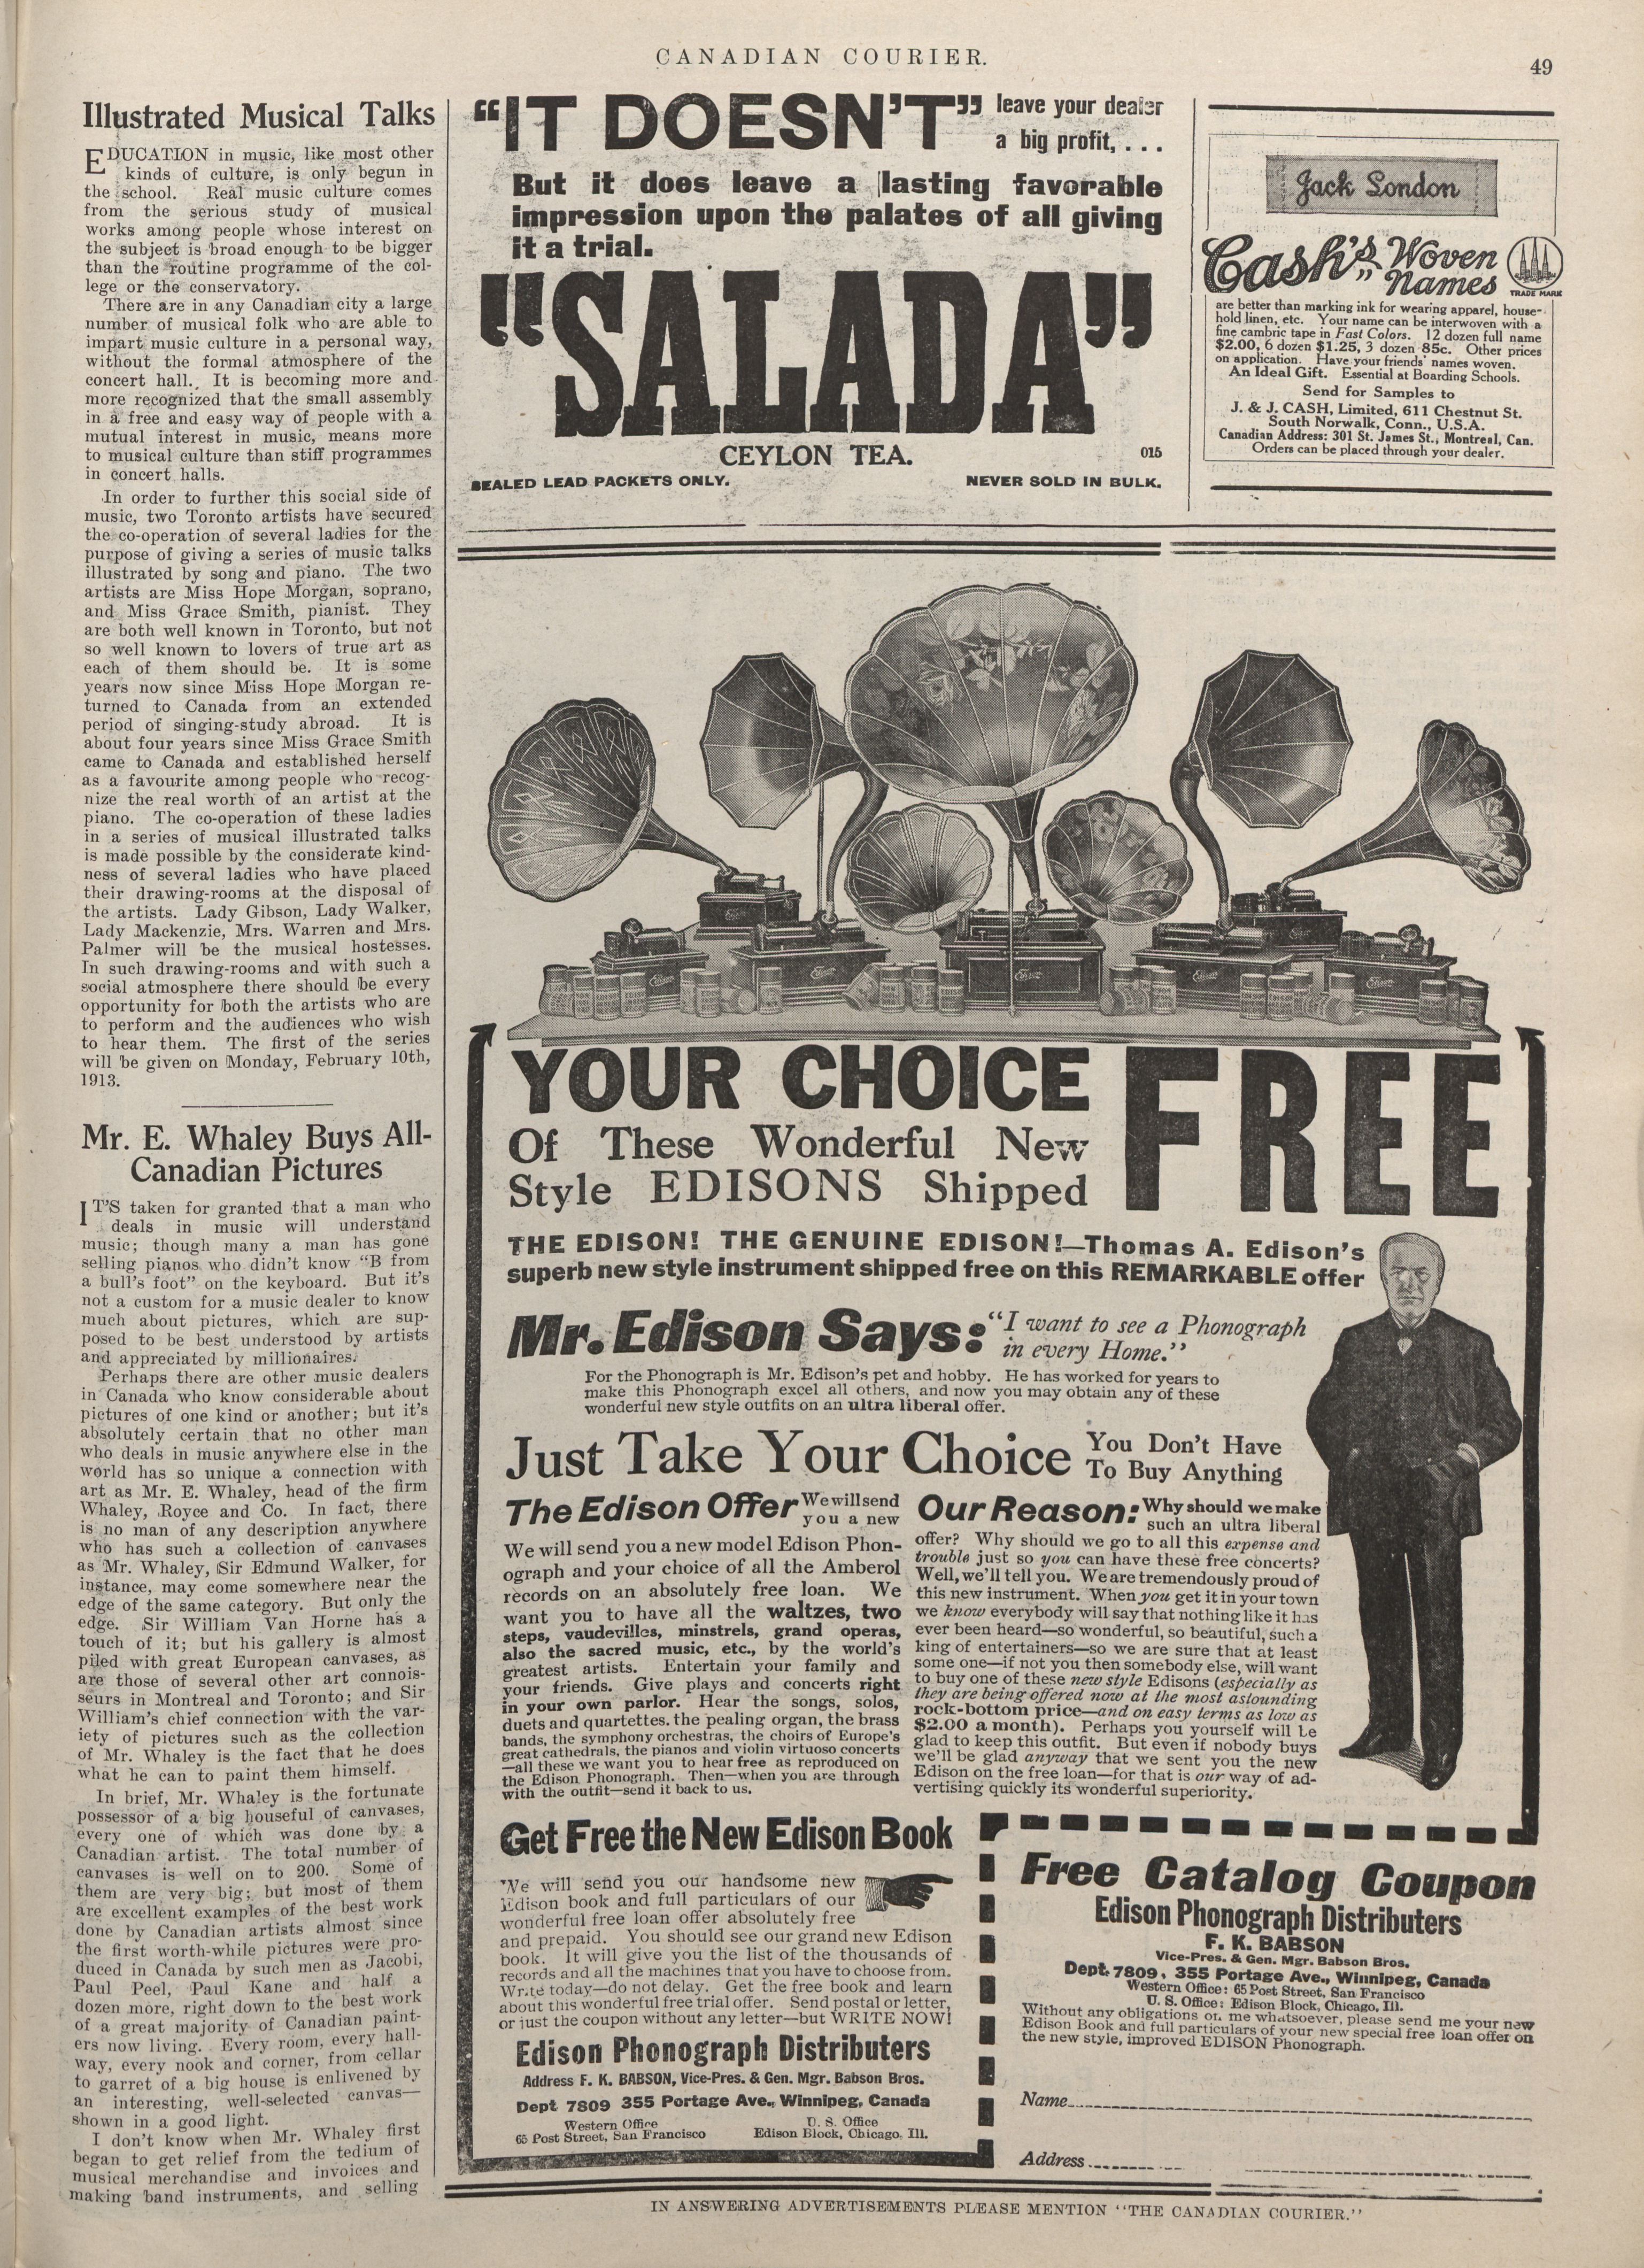 CANADIAN COURIER.
49
Illustrated Musical Talks
EDUCATION in music, like most other
kinds of culture, is only begun in
the school. Real music culture comes
from the serious study of musical
works among people whose interest on
the subject is broad enough to be bigger
than the routine programme of the col-
lege or the conservatory.
There are in any Canadian city a large
number of musical folk who are able to
impart music culture in a personal way,
without the formal atmosphere of the
concert hall. It is becoming more and
more recognized that the small assembly
in a free and easy way of people with a
mutual interest in music, means more
to musical culture than stiff programmes
in concert halls.
In order to further this social side of
music, two Toronto artists have secured
the co-operation of several ladies for the
purpose of giving a series of music talks
illustrated by song and piano. The two
artists are Miss Hope Morgan, soprano,
and Miss Grace Smith, pianist. They
are both well known in Toronto, but not
so well known to lovers of true art as
each of them should be. It is some
years now since Miss Hope Morgan re-
turned to Canada from an extended
period of singing-study abroad. It is
about four years since Miss Grace Smith
came to Canada and established herself
as a favourite among people who recog-
nize the real worth of an artist at the
piano. The co-operation of these ladies
in a series of musical illustrated talks
is made possible by the considerate kind-
ness of several ladies who have placed
their drawing-rooms at the disposal of
the artists. Lady Gibson, Lady Walker,
Lady Mackenzie, Mrs. Warren and Mrs.
Palmer will be the musical hostesses.
In such drawing-rooms and with such a
social atmosphere there should be every
opportunity for both the artists who are
to perform and the audiences who wish
to hear them. The first of the series
will be given on Monday, February 10th,
1913.
Mr. E. Whaley Buys All-
Canadian Pictures
IT'S taken for granted that a man who
deals in music will understand
music; though many a man has gone
selling pianos who didn't know "B from
a bull's foot" on the keyboard. But it's
not a custom for a music dealer to know
much about pictures, which are sup-
posed to be best understood by artists
and appreciated by millionaires.
Perhaps there are other music dealers
in Canada who know considerable about
pictures of one kind or another; but it's
absolutely certain that no other man
who deals in music anywhere else in the
world has so unique a connection with
art as Mr. E. Whaley, head of the firm
Whaley, Royce and Co. In fact, there
is no man of any description anywhere
who has such a collection of canvases
as Mr. Whaley, Sir Edmund Walker, for
instance, may come somewhere near the
edge of the same category. But only the
edge. Sir William Van Horne has a
touch of it; but his gallery is almost
piled with great European canvases, as
are those of several other art connois-
seurs in Montreal and Toronto; and Sir
William's chief connection with the var-
iety of pictures such as the collection
of Mr. Whaley is the fact that he does
what he can to paint them himself.
In brief, Mr. Whaley is the fortunate
possessor of a big houseful of canvases,
every one of which was done by a
Canadian artist. The total number of
canvases is well on to 200. Some of
them are very big; but most of them
are excellent examples of the best work
done by Canadian artists almost since
the first worth-while pictures were pro-
duced in Canada by such men as Jacobi,
Paul Peel, Paul Kane and half a
dozen more, right down to the best work
of a great majority of Canadian paint-
ers now living. Every room, every hall-
way, every nook and corner, from cellar
to garret of a big house is enlivened by
an interesting, well-selected canvas—
shown in a good light.
I don't know when Mr. Whaley first
began to get relief from the tedium of
musical merchandise and invoices and
making band instruments, and selling
"IT DOESN'T" leave your dealer
a big profit, . . .
But it does leave a lasting favorable
impression upon the palates of all giving
it a trial.
"SALADA"
CEYLON TEA.
015
SEALED LEAD PACKETS ONLY. NEVER SOLD IN BULK.
Jack London
Cash's Woven
Names
TRADE MARK
are better than marking ink for wearing apparel, house-
hold linen, etc. Your name can be interwoven with a
fine cambric tape in Fast Colors. 12 dozen full name
$2.00, 6 dozen $1.25, 3 dozen 85c. Other prices
on application. Have your friends' names woven.
An Ideal Gift. Essential at Boarding Schools.
Send for Samples to
J. & J. CASH, Limited, 611 Chestnut St.
South Norwalk, Conn., U.S.A.
Canadian Address: 301 St. James St., Montreal, Can.
Orders can be placed through your dealer.
YOUR CHOICE
Of These Wonderful New
Style EDISONS Shipped
FREE
THE EDISON! THE GENUINE EDISON!—Thomas A. Edison's
superb new style instrument shipped free on this REMARKABLE offer
Mr. Edison Says: "I want to see a Phonograph
in every Home."
For the Phonograph is Mr. Edison's pet and hobby. He has worked for years to
make this Phonograph excel all others, and now you may obtain any of these
wonderful new style outfits on an ultra liberal offer.
Just Take Your Choice You Don't Have
To Buy Anything
The Edison Offer We will send
you a new
We will send you a new model Edison Phon-
ograph and your choice of all the Amberol
records on an absolutely free loan. We
want you to have all the waltzes, two
steps, vaudevilles, minstrels, grand operas,
also the sacred music, etc., by the world's
greatest artists. Entertain your family and
your friends. Give plays and concerts right
in your own parlor. Hear the songs, solos,
duets and quartettes. the pealing organ, the brass
bands, the symphony orchestras, the choirs of Europe's
great cathedrals, the pianos and violin virtuoso concerts
—all these we want you to hear free as reproduced on
the Edison Phonograph. Then—when you are through
with the outfit—send it back to us.
Our Reason: Why should we make
such an ultra liberal
offer? Why should we go to all this expense and
trouble just so you can have these free concerts?
Well, we'll tell you. We are tremendously proud of
this new instrument. When you get it in your town
we know everybody will say that nothing like it has
ever been heard—so wonderful, so beautiful, such a
king of entertainers—so we are sure that at least
some one—if not you then somebody else, will want
to buy one of these new style Edisons (especially as
they are being offered now at the most astounding
rock-bottom price—and on easy terms as low as
$2.00 a month). Perhaps you yourself will be
glad to keep this outfit. But even if nobody buys
we'll be glad anyway that we sent you the new
Edison on the free loan—for that is our way of ad-
vertising quickly its wonderful superiority.
Get Free the New Edison Book
We will send you our handsome new
Edison book and full particulars of our
wonderful free loan offer absolutely free
and prepaid. You should see our grand new Edison
book. It will give you the list of the thousands of
records and all the machines that you have to choose from.
Write today—do not delay. Get the free book and learn
about this wonderful free trial offer. Send postal or letter,
or just the coupon without any letter—but WRITE NOW!
Edison Phonograph Distributers
Address F. K. BABSON, Vice-Pres. & Gen. Mgr. Babson Bros.
Dept 7809 355 Portage Ave., Winnipeg, Canada
Western Office U. S. Office
65 Post Street, San Francisco Edison Block, Chicago, Ill.
Free Catalog Coupon
Edison Phonograph Distributers
F. K. BABSON
Vice-Pres. & Gen. Mgr. Babson Bros.
Dept. 7809, 355 Portage Ave., Winnipeg, Canada
Western Office: 65 Post Street, San Francisco
U. S. Office: Edison Block, Chicago, Ill.
Without any obligations on me whatsoever, please send me your new
Edison Book and full particulars of your new special free loan offer on
the new style, improved EDISON Phonograph.
Name
Address
IN ANSWERING ADVERTISEMENTS PLEASE MENTION "THE CANADIAN COURIER."